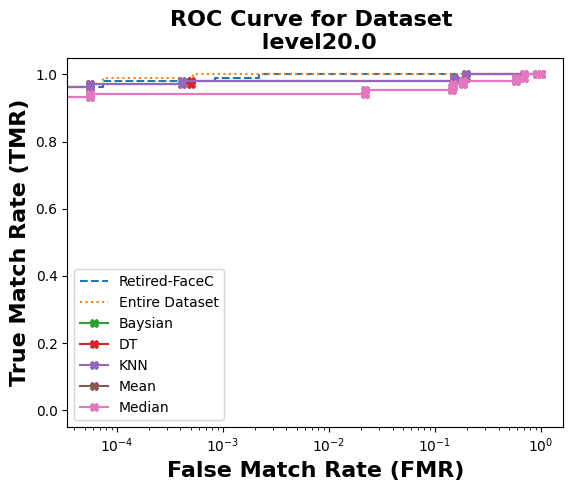 ROC Curve for Dataset
level20.0
True Match Rate (TMR)
1.0
0.8
0.6
0.4
0.2
0.0
Retired-FaceC
Entire Dataset
Baysian
DT
KNN
Mean
Median
10⁻⁴ 10⁻³ 10⁻² 10⁻¹ 10⁰
False Match Rate (FMR)